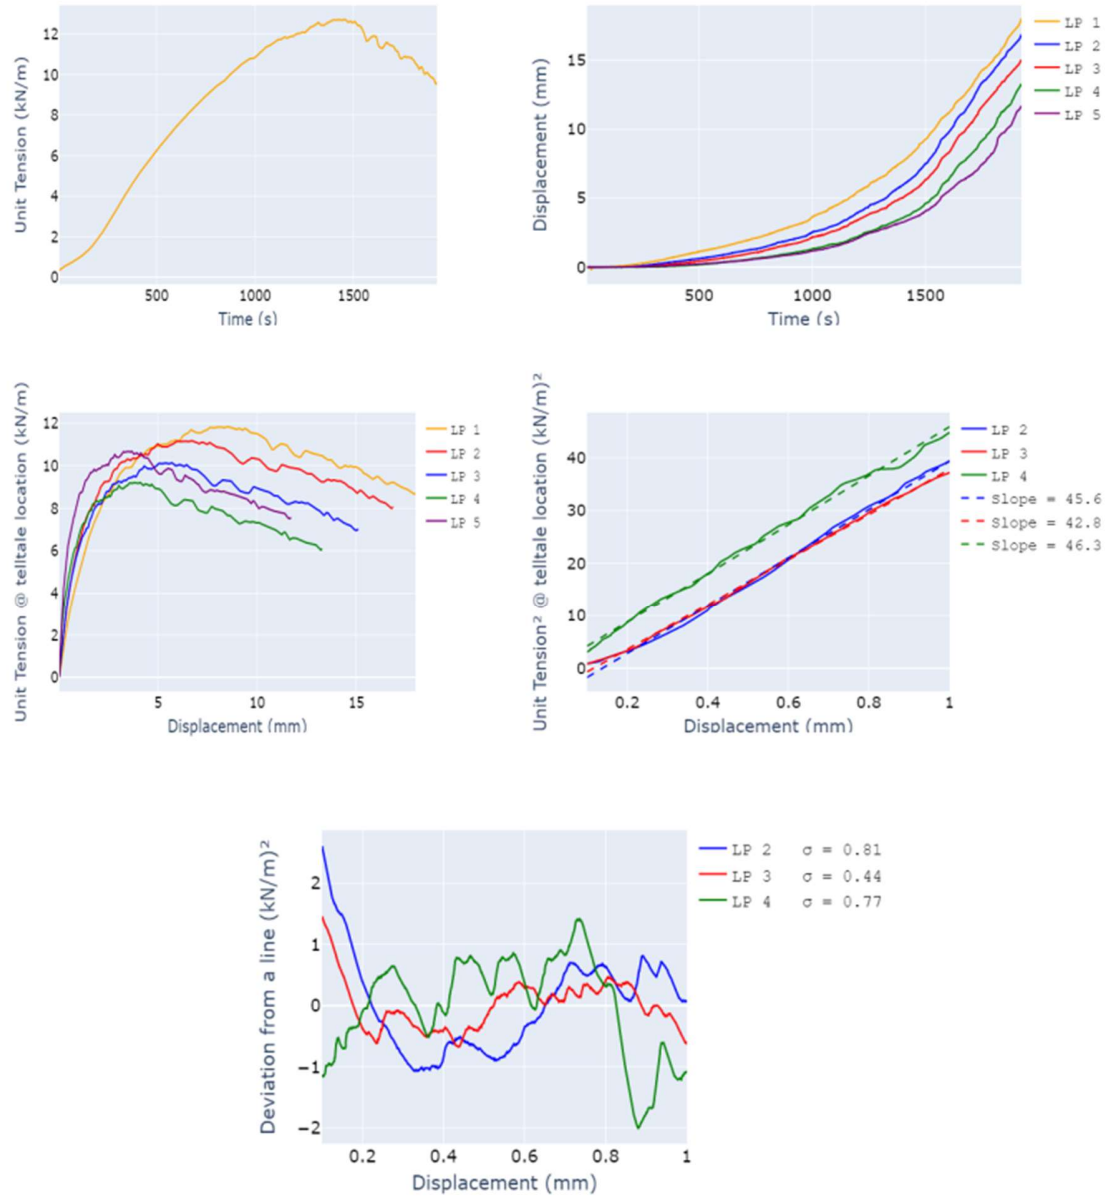 Unit Tension (kN/m)
12
10
8
6
4
2
0
500
1000
1500
Time (s)
Displacement (mm)
15
10
5
0
500
1000
1500
Time (s)
LP 1
LP 2
LP 3
LP 4
LP 5
Unit Tension @ telltale location (kN/m)
12
10
8
6
4
2
0
5
10
15
Displacement (mm)
LP 1
LP 2
LP 3
LP 4
LP 5
Unit Tension² @ telltale location (kN/m)²
40
30
20
10
0
0.2
0.4
0.6
0.8
1
Displacement (mm)
LP 2
LP 3
LP 4
Slope = 45.6
Slope = 42.8
Slope = 46.3
Deviation from a line (kN/m)²
2
1
0
−1
−2
0.2
0.4
0.6
0.8
1
Displacement (mm)
LP 2 σ = 0.81
LP 3 σ = 0.44
LP 4 σ = 0.77